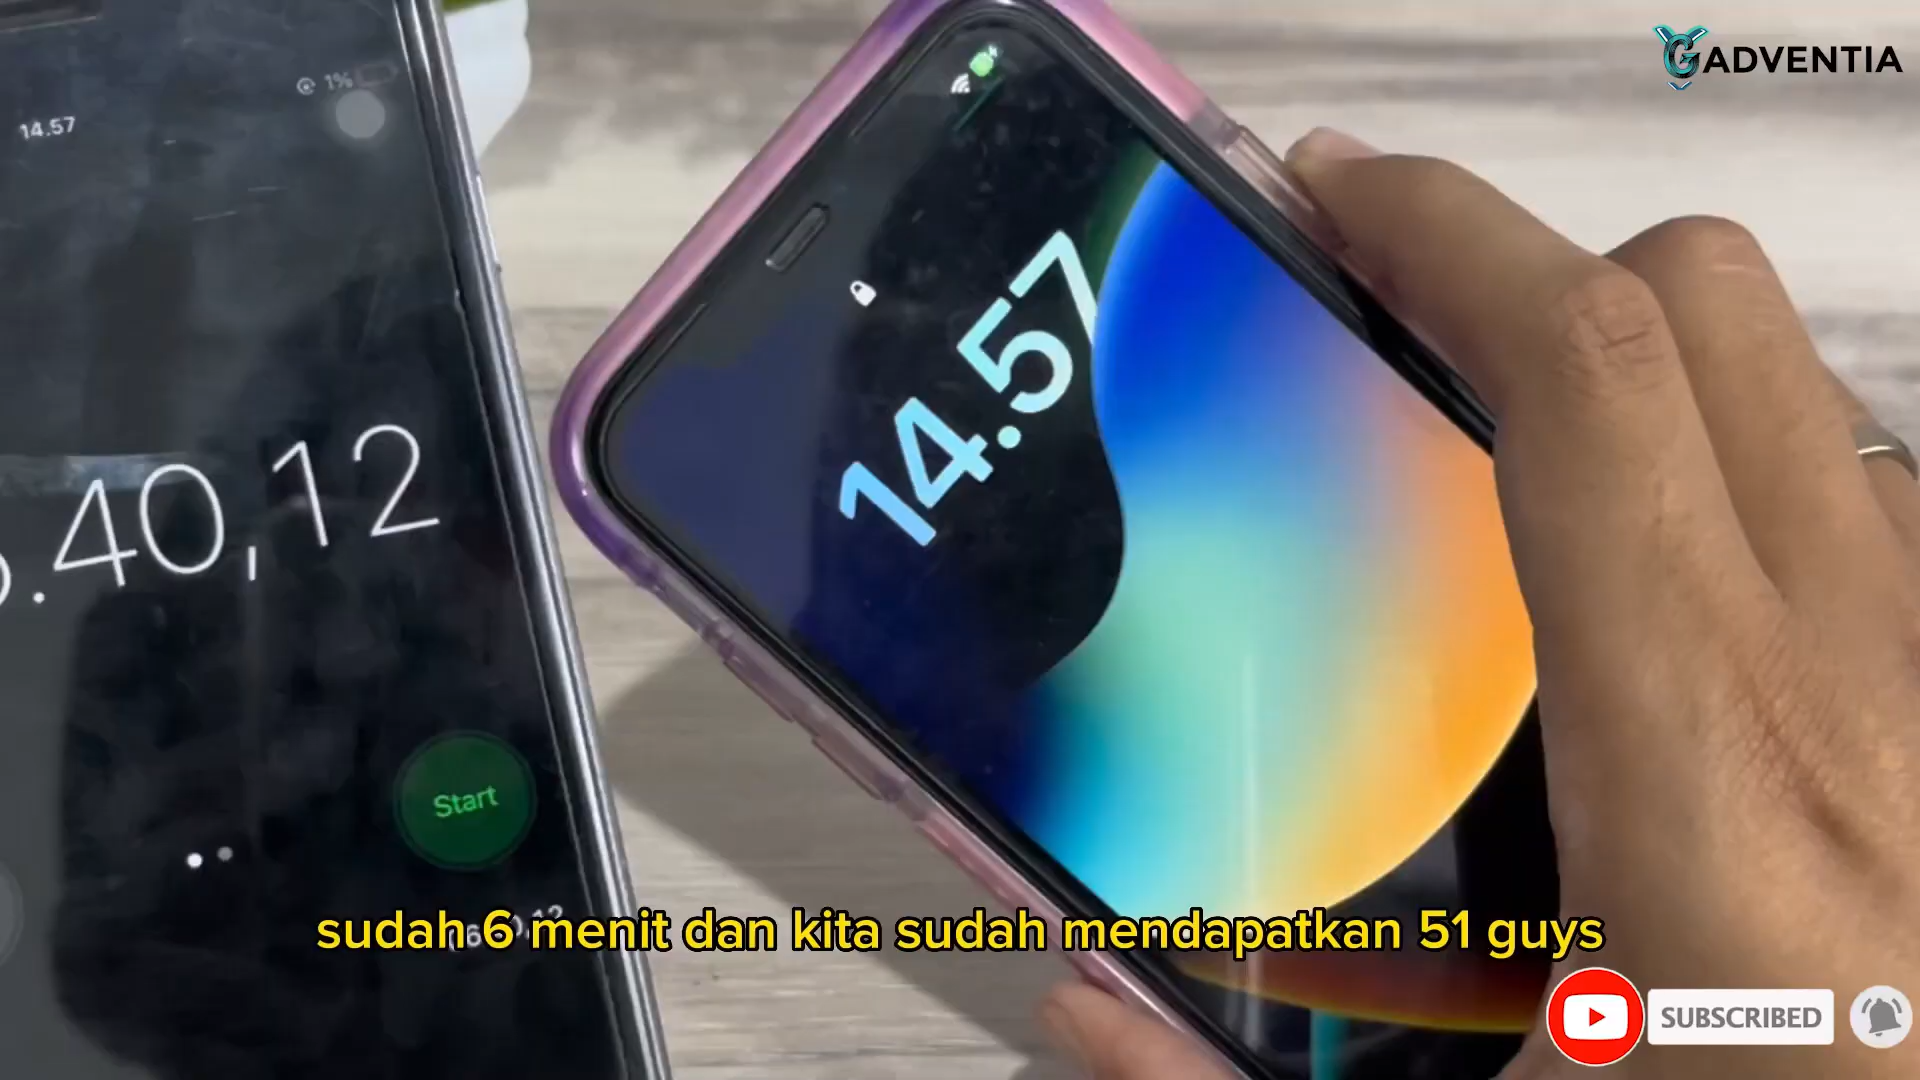 GADVENTIA
1%
14.57
14.57
.40,12
Start
sudah 6 menit dan kita sudah mendapatkan 51 guys
SUBSCRIBED